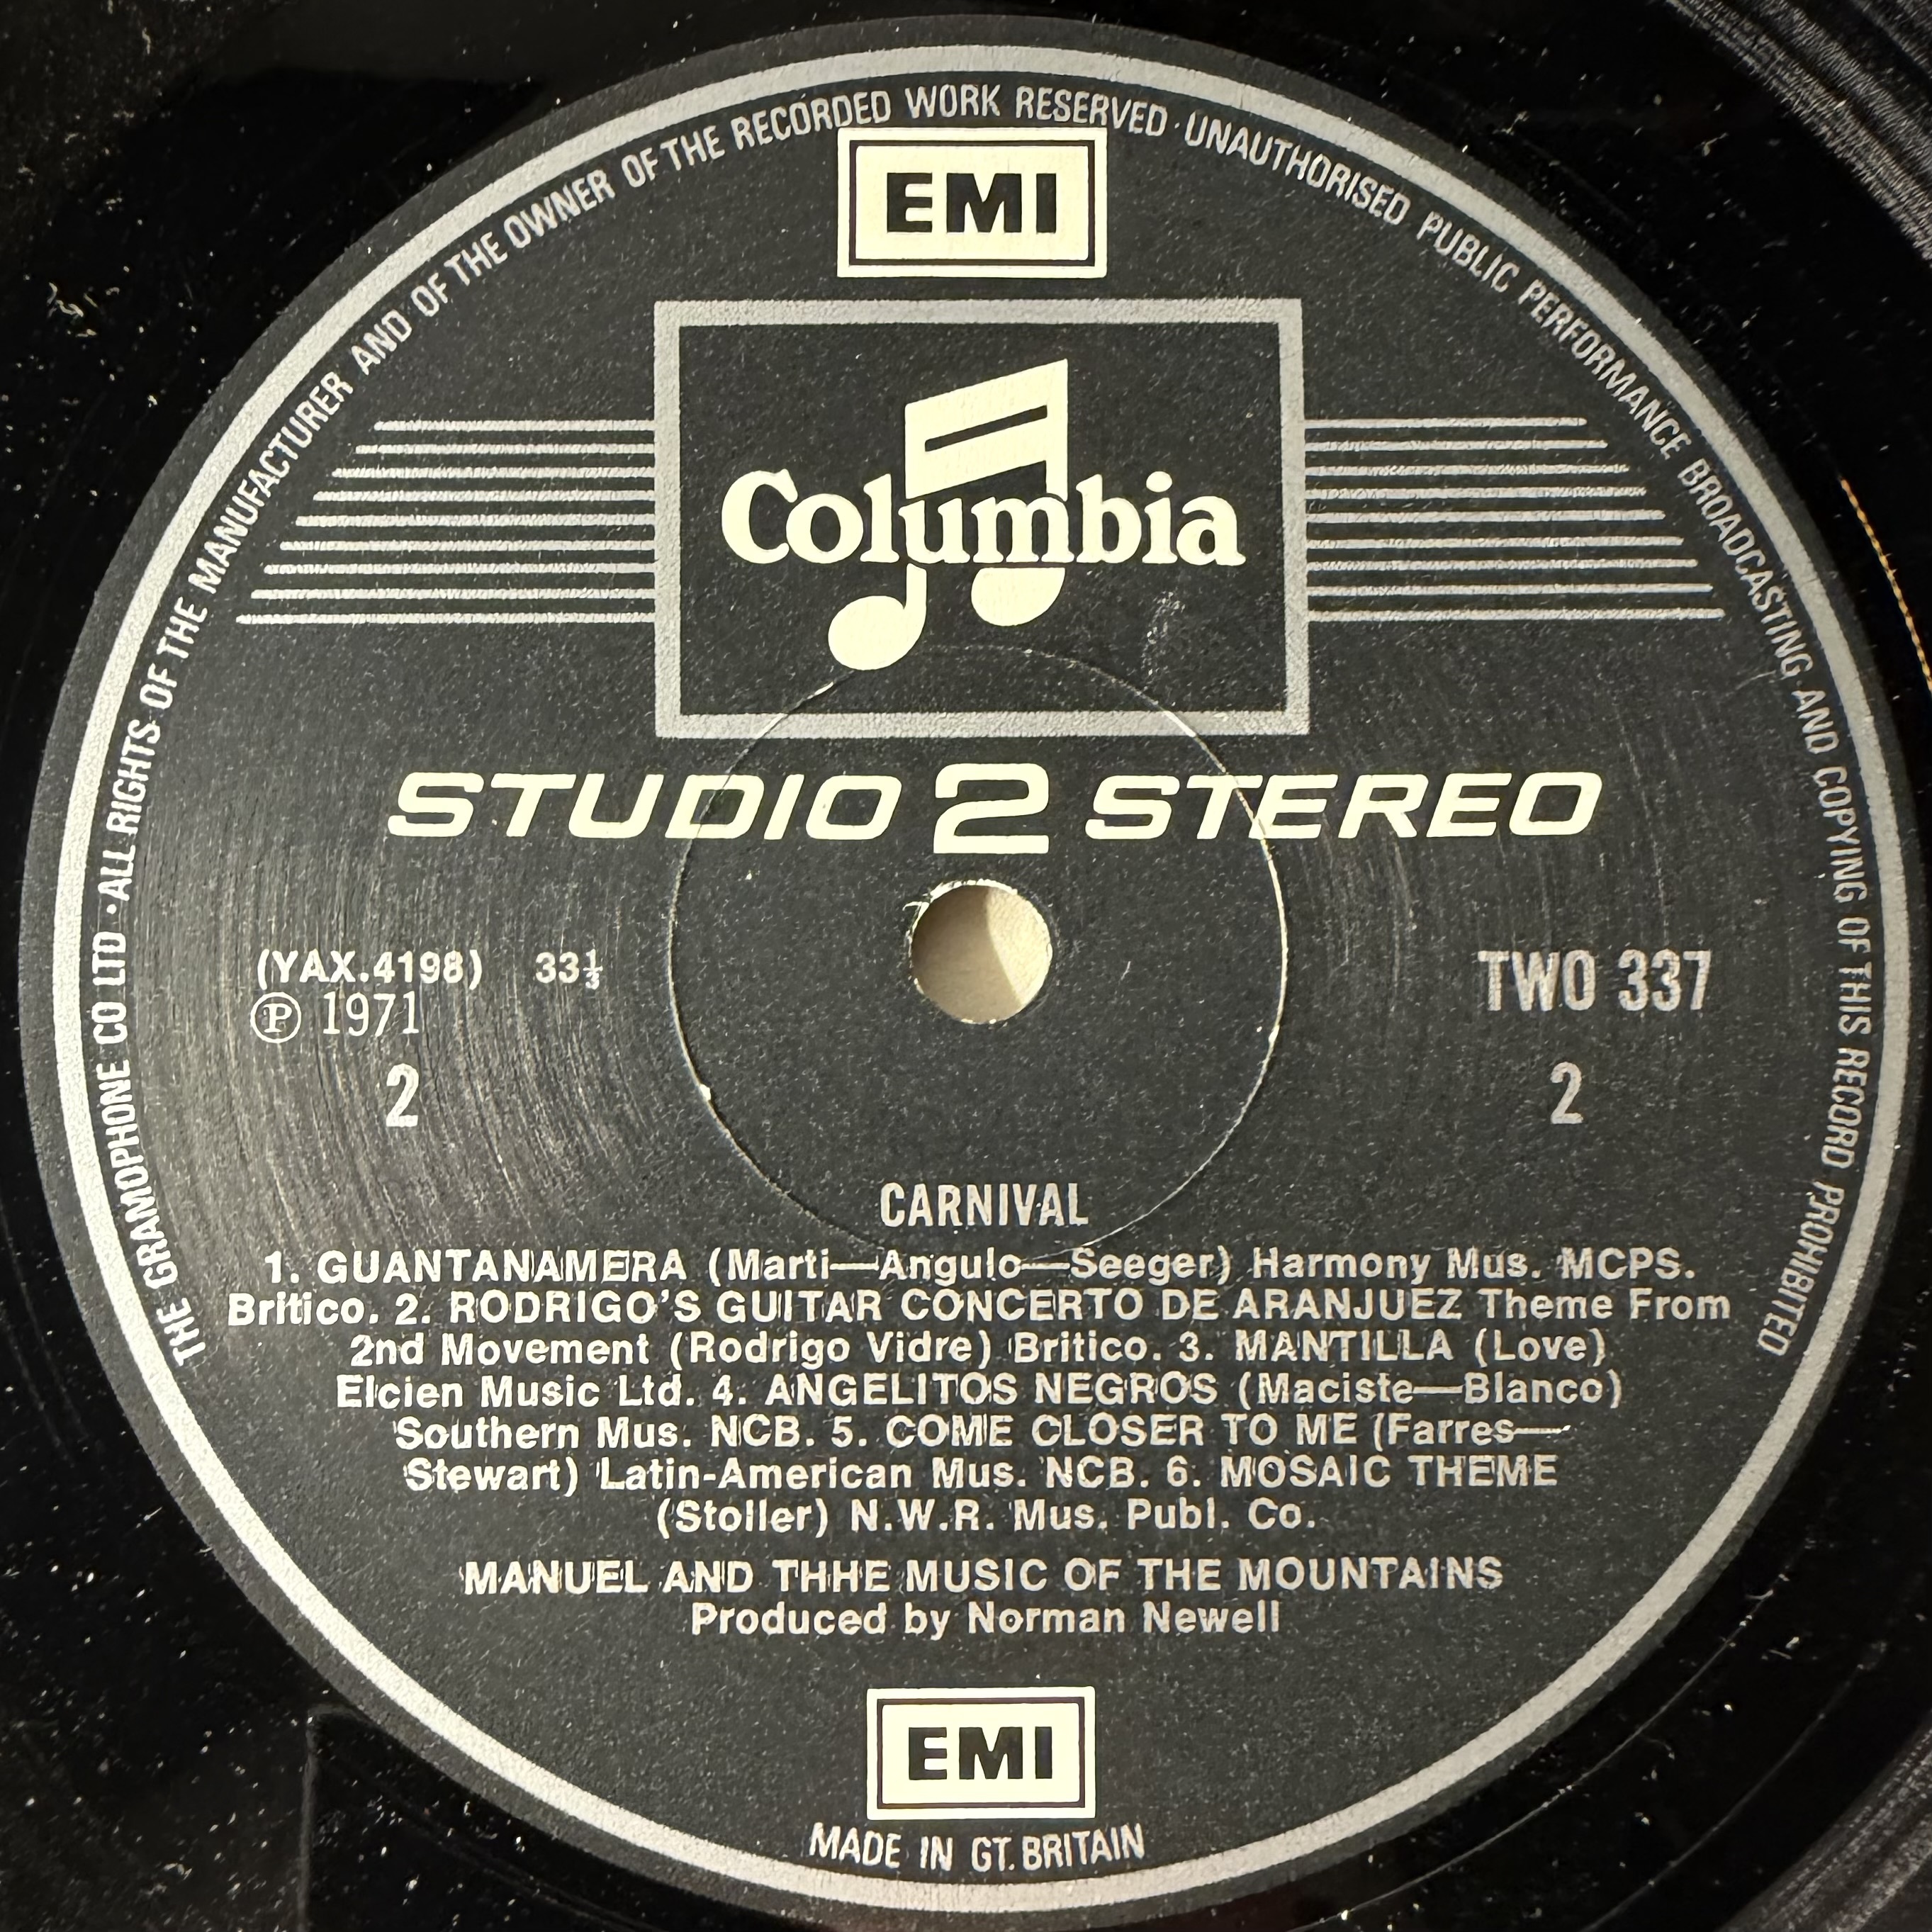 THE GRAMOPHONE CO LTD · ALL RIGHTS OF THE MANUFACTURER AND OF THE OWNER OF THE RECORDED WORK RESERVED · UNAUTHORISED PUBLIC PERFORMANCE BROADCASTING AND COPYING OF THIS RECORD PROHIBITED
EMI
Columbia
STUDIO 2 STEREO
(YAX.4198) 33⅓
Ⓟ 1971
2
TWO 337
2
CARNIVAL
1. GUANTANAMERA (Marti—Angulo—Seeger) Harmony Mus. MCPS.
Britico. 2. RODRIGO'S GUITAR CONCERTO DE ARANJUEZ Theme From
2nd Movement (Rodrigo Vidre) Britico. 3. MANTILLA (Love)
Elcien Music Ltd. 4. ANGELITOS NEGROS (Maciste—Blanco)
Southern Mus. NCB. 5. COME CLOSER TO ME (Farres—
Stewart) Latin-American Mus. NCB. 6. MOSAIC THEME
(Stoller) N.W.R. Mus. Publ. Co.
MANUEL AND THHE MUSIC OF THE MOUNTAINS
Produced by Norman Newell
EMI
MADE IN GT. BRITAIN